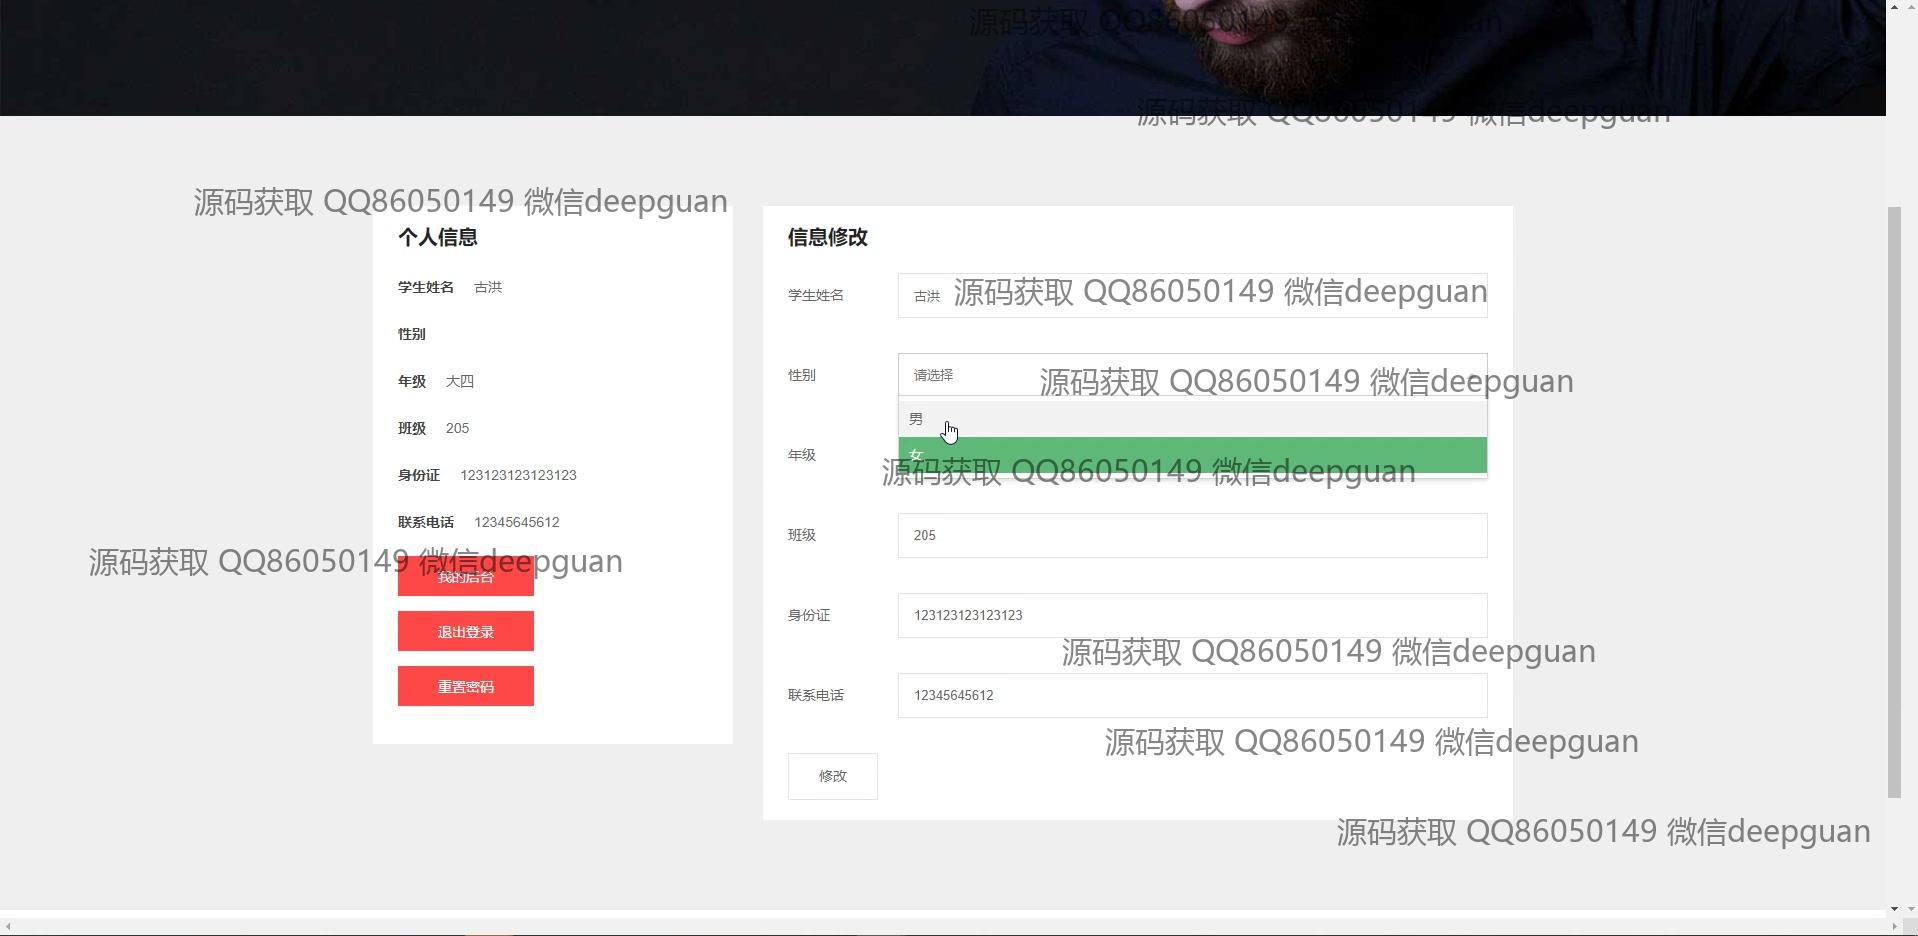 源码获取 QQ86050149 微信deepguan
源码获取 QQ86050149 微信deepguan
源码获取 QQ86050149 微信deepguan
个人信息
学生姓名 古洪
性别
年级 大四
班级 205
身份证 123123123123123
联系电话 12345645612
源码获取 QQ86050149 微信deepguan
我的后台
退出登录
重置密码
信息修改
学生姓名 古洪
源码获取 QQ86050149 微信deepguan
性别 请选择
源码获取 QQ86050149 微信deepguan
男
年级
女
源码获取 QQ86050149 微信deepguan
班级 205
身份证 123123123123123
源码获取 QQ86050149 微信deepguan
联系电话 12345645612
源码获取 QQ86050149 微信deepguan
修改
源码获取 QQ86050149 微信deepguan